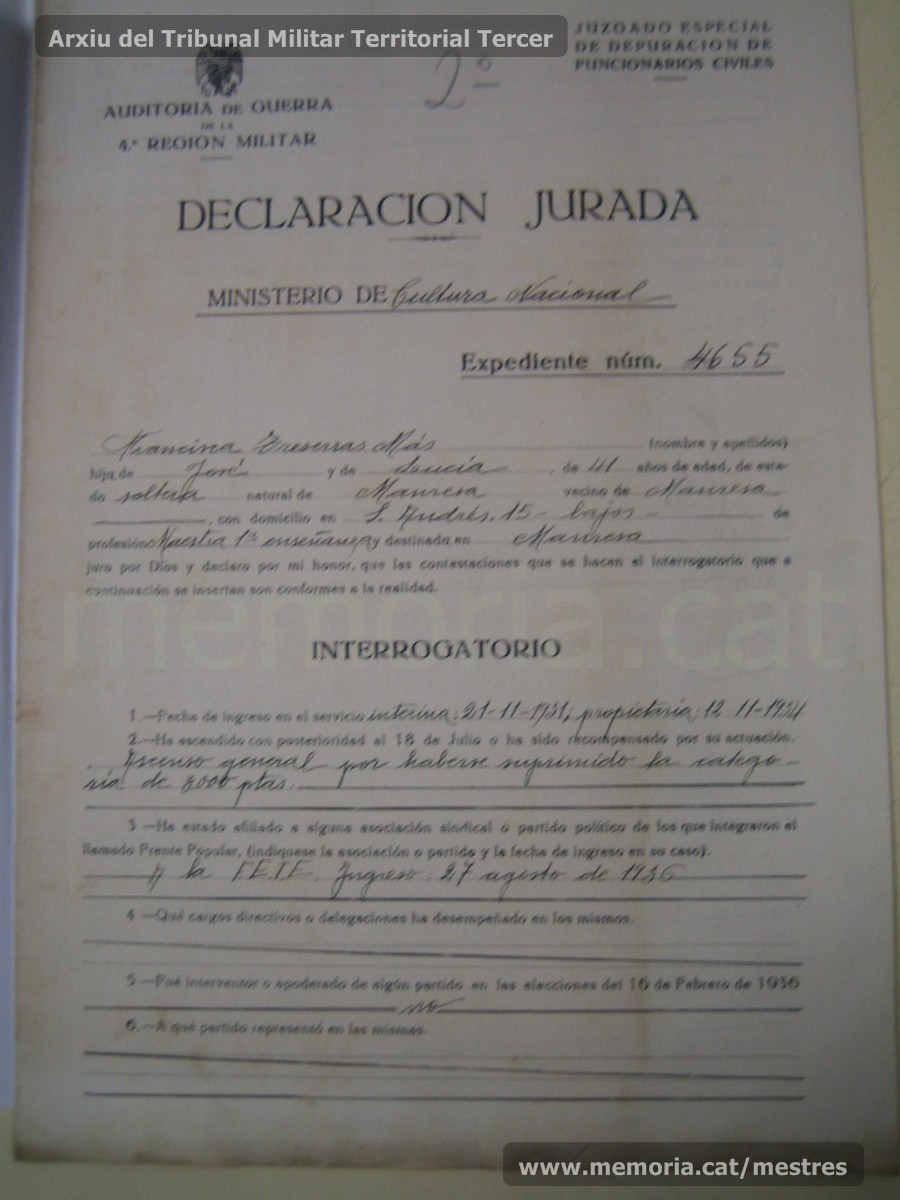 Arxiu del Tribunal Militar Territorial Tercer
JUZGADO ESPECIAL
DE DEPURACION DE
FUNCIONARIOS CIVILES
2º
AUDITORIA DE GUERRA
DE LA
4.ª REGION MILITAR
DECLARACION JURADA
MINISTERIO DE Cultura Nacional
Expediente núm. 4655
Francisca Treserras Más (nombre y apellidos)
hija de José y de Lucía, de 41 años de edad, de esta-
do soltera natural de Manresa vecino de Manresa
, con domicilio en S. Andrés, 15 - bajos - de
profesión Maestra 1ª enseñanza y destinada en Manresa
juro por Dios y declaro por mi honor, que las contestaciones que se hacen al interrogatorio que a
continuación se insertan son conformes a la realidad.
memoria.cat
INTERROGATORIO
1.—Fecha de ingreso en el servicio interina: 21-11-1931; propietaria: 12-11-1934
2.—Ha ascendido con posterioridad al 18 de Julio o ha sido recompensado por su actuación.
Ascenso general por haberse suprimido la catego-
ría de 3000 ptas.
3.—Ha estado afiliado a alguna asociación sindical o partido político de los que integraron el
llamado Frente Popular, (indíquese la asociación o partido y la fecha de ingreso en su caso).
A la F.E.T.E. Ingreso: 27 agosto de 1936
4.—Qué cargos directivos o delegaciones ha desempeñado en los mismos.
5.—Fué interventor o apoderado de algún partido en las elecciones del 16 de Febrero de 1936
no
6.—A qué partido representó en las mismas.
www.memoria.cat/mestres